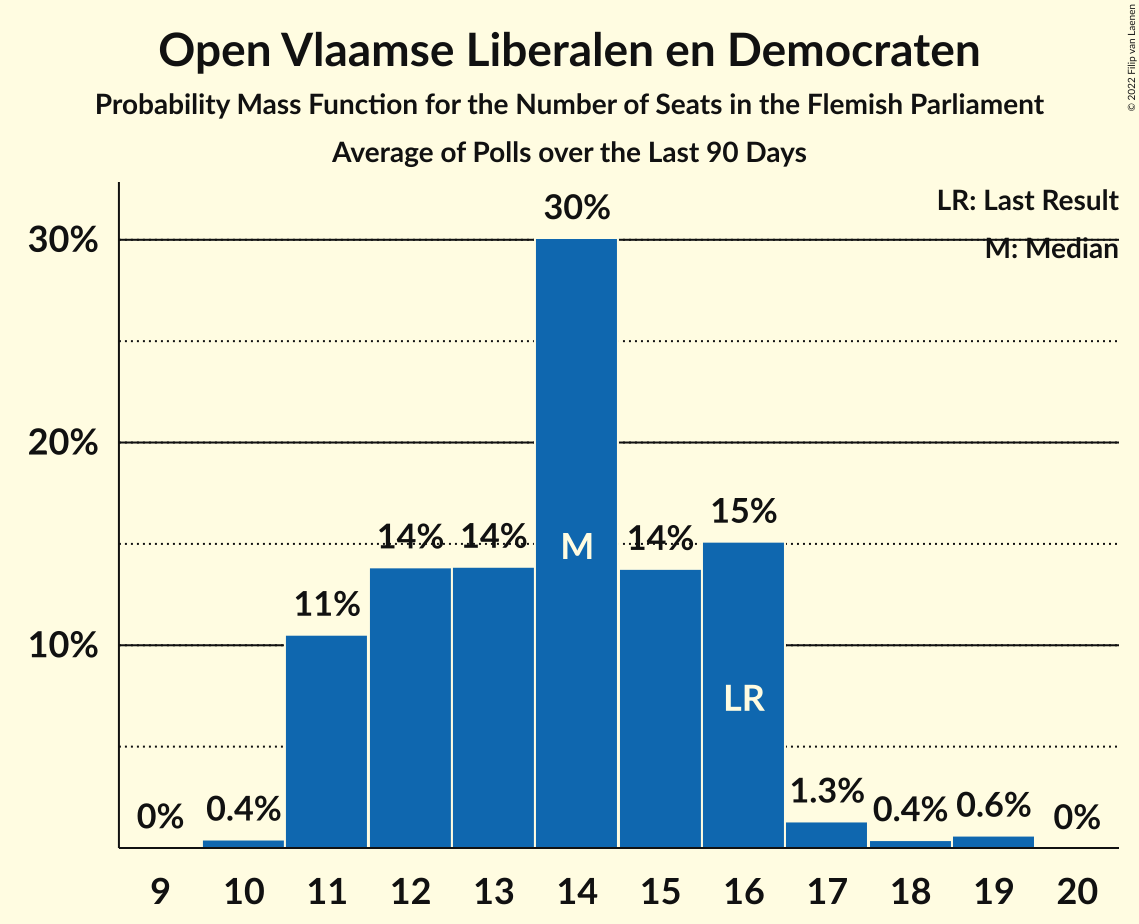 Open Vlaamse Liberalen en Democraten
Probability Mass Function for the Number of Seats in the Flemish Parliament
Average of Polls over the Last 90 Days
© 2022 Filip van Laenen
LR: Last Result
M: Median
30%
20%
10%
0%
0.4%
11%
14%
14%
30%
14%
15%
1.3%
0.4%
0.6%
0%
M
LR
9 10 11 12 13 14 15 16 17 18 19 20